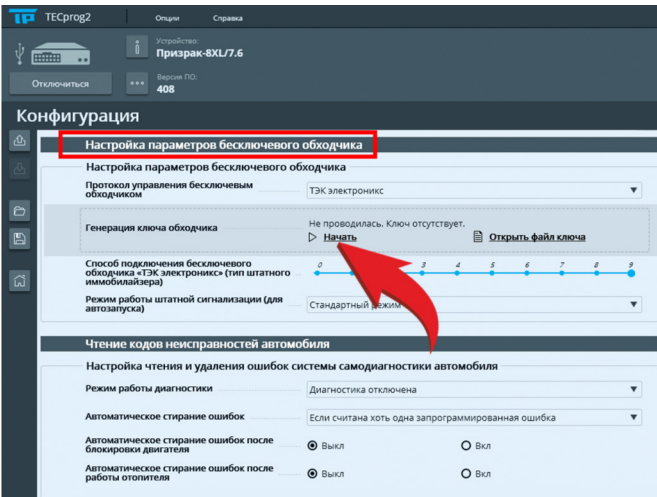 TECprog2
Опции
Справка
Устройство:
Призрак-8XL/7.6
Отключиться
Версия ПО:
408
Конфигурация
Настройка параметров бесключевого обходчика
Настройка параметров бесключевого обходчика
Протокол управления бесключевым
обходчиком
ТЭК электроникс
Генерация ключа обходчика
Не проводилась. Ключ отсутствует.
Начать
Открыть файл ключа
Способ подключения бесключевого
обходчика «ТЭК электроникс» (тип штатного
иммобилайзера)
0 3 4 5 6 7 8 9
Режим работы штатной сигнализации (для
автозапуска)
Стандартный режим
Чтение кодов неисправностей автомобиля
Настройка чтения и удаления ошибок системы самодиагностики автомобиля
Режим работы диагностики
Диагностика отключена
Автоматическое стирание ошибок
Если считана хоть одна запрограммированная ошибка
Автоматическое стирание ошибок после
блокировки двигателя
Выкл
Вкл
Автоматическое стирание ошибок после
работы отопителя
Выкл
Вкл